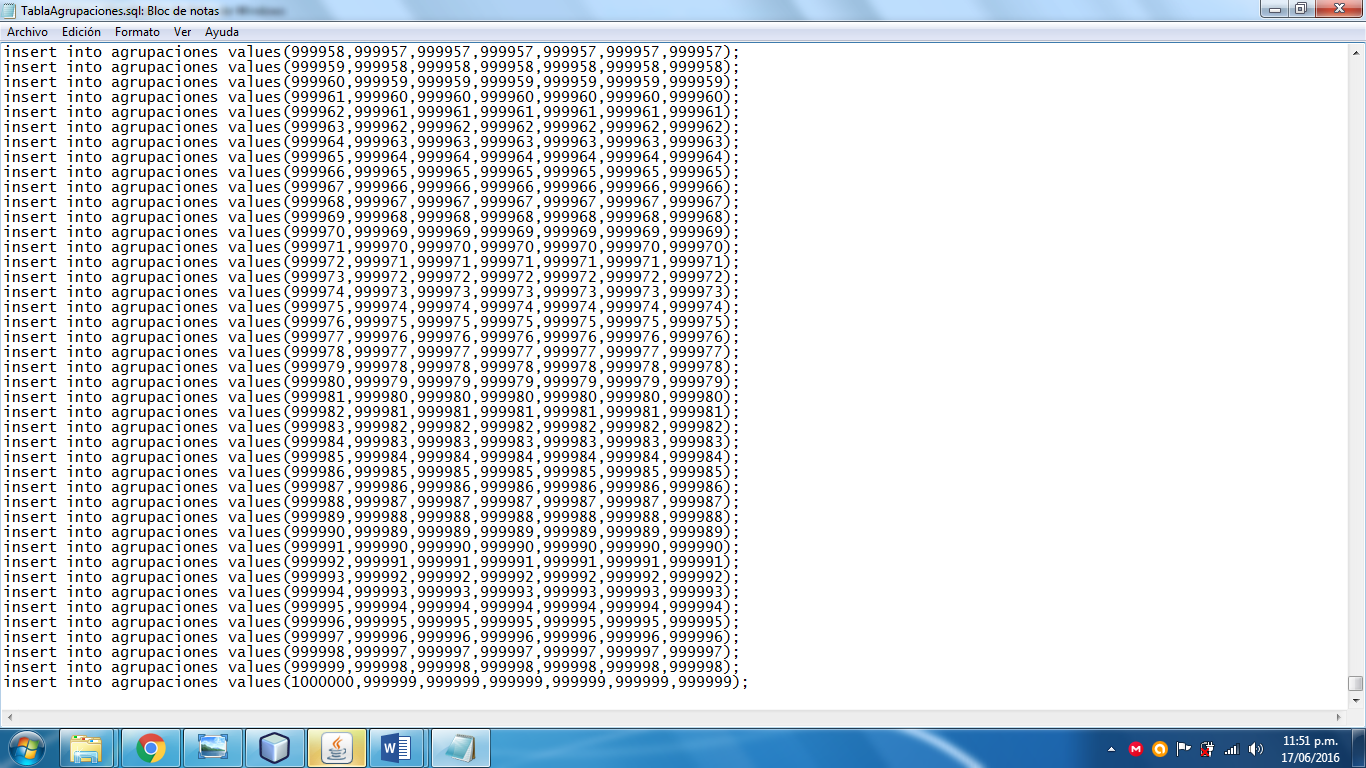 TablaAgrupaciones.sql: Bloc de notas
Archivo Edición Formato Ver Ayuda
insert into agrupaciones values(999958,999957,999957,999957,999957,999957,999957);
insert into agrupaciones values(999959,999958,999958,999958,999958,999958,999958);
insert into agrupaciones values(999960,999959,999959,999959,999959,999959,999959);
insert into agrupaciones values(999961,999960,999960,999960,999960,999960,999960);
insert into agrupaciones values(999962,999961,999961,999961,999961,999961,999961);
insert into agrupaciones values(999963,999962,999962,999962,999962,999962,999962);
insert into agrupaciones values(999964,999963,999963,999963,999963,999963,999963);
insert into agrupaciones values(999965,999964,999964,999964,999964,999964,999964);
insert into agrupaciones values(999966,999965,999965,999965,999965,999965,999965);
insert into agrupaciones values(999967,999966,999966,999966,999966,999966,999966);
insert into agrupaciones values(999968,999967,999967,999967,999967,999967,999967);
insert into agrupaciones values(999969,999968,999968,999968,999968,999968,999968);
insert into agrupaciones values(999970,999969,999969,999969,999969,999969,999969);
insert into agrupaciones values(999971,999970,999970,999970,999970,999970,999970);
insert into agrupaciones values(999972,999971,999971,999971,999971,999971,999971);
insert into agrupaciones values(999973,999972,999972,999972,999972,999972,999972);
insert into agrupaciones values(999974,999973,999973,999973,999973,999973,999973);
insert into agrupaciones values(999975,999974,999974,999974,999974,999974,999974);
insert into agrupaciones values(999976,999975,999975,999975,999975,999975,999975);
insert into agrupaciones values(999977,999976,999976,999976,999976,999976,999976);
insert into agrupaciones values(999978,999977,999977,999977,999977,999977,999977);
insert into agrupaciones values(999979,999978,999978,999978,999978,999978,999978);
insert into agrupaciones values(999980,999979,999979,999979,999979,999979,999979);
insert into agrupaciones values(999981,999980,999980,999980,999980,999980,999980);
insert into agrupaciones values(999982,999981,999981,999981,999981,999981,999981);
insert into agrupaciones values(999983,999982,999982,999982,999982,999982,999982);
insert into agrupaciones values(999984,999983,999983,999983,999983,999983,999983);
insert into agrupaciones values(999985,999984,999984,999984,999984,999984,999984);
insert into agrupaciones values(999986,999985,999985,999985,999985,999985,999985);
insert into agrupaciones values(999987,999986,999986,999986,999986,999986,999986);
insert into agrupaciones values(999988,999987,999987,999987,999987,999987,999987);
insert into agrupaciones values(999989,999988,999988,999988,999988,999988,999988);
insert into agrupaciones values(999990,999989,999989,999989,999989,999989,999989);
insert into agrupaciones values(999991,999990,999990,999990,999990,999990,999990);
insert into agrupaciones values(999992,999991,999991,999991,999991,999991,999991);
insert into agrupaciones values(999993,999992,999992,999992,999992,999992,999992);
insert into agrupaciones values(999994,999993,999993,999993,999993,999993,999993);
insert into agrupaciones values(999995,999994,999994,999994,999994,999994,999994);
insert into agrupaciones values(999996,999995,999995,999995,999995,999995,999995);
insert into agrupaciones values(999997,999996,999996,999996,999996,999996,999996);
insert into agrupaciones values(999998,999997,999997,999997,999997,999997,999997);
insert into agrupaciones values(999999,999998,999998,999998,999998,999998,999998);
insert into agrupaciones values(1000000,999999,999999,999999,999999,999999,999999);
11:51 p.m.
17/06/2016